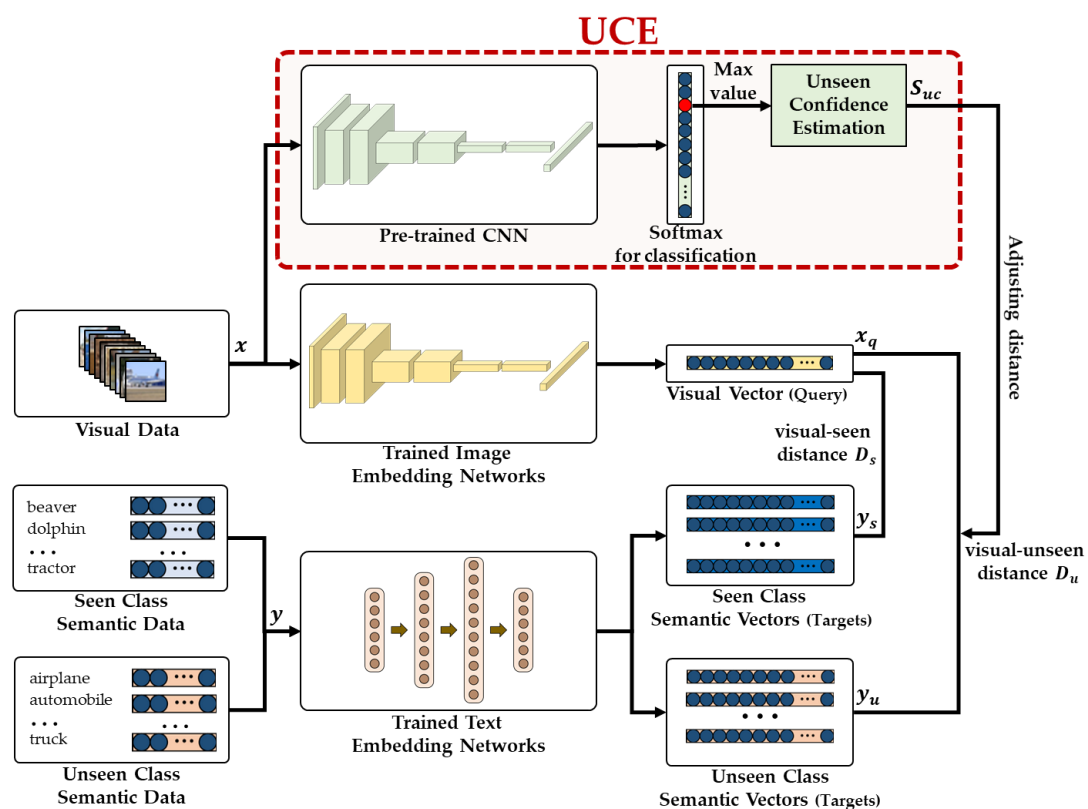 UCE
Max
value
Unseen
Confidence
Estimation
S_uc
Pre-trained CNN
Softmax
for classification
Adjusting distance
x
Visual Data
Trained Image
Embedding Networks
x_q
Visual Vector (Query)
visual-seen
distance D_s
beaver
dolphin
...
tractor
...
...
Seen Class
Semantic Data
y
airplane
automobile
...
truck
...
...
Unseen Class
Semantic Data
Trained Text
Embedding Networks
y_s
Seen Class
Semantic Vectors (Targets)
visual-unseen
distance D_u
y_u
Unseen Class
Semantic Vectors (Targets)